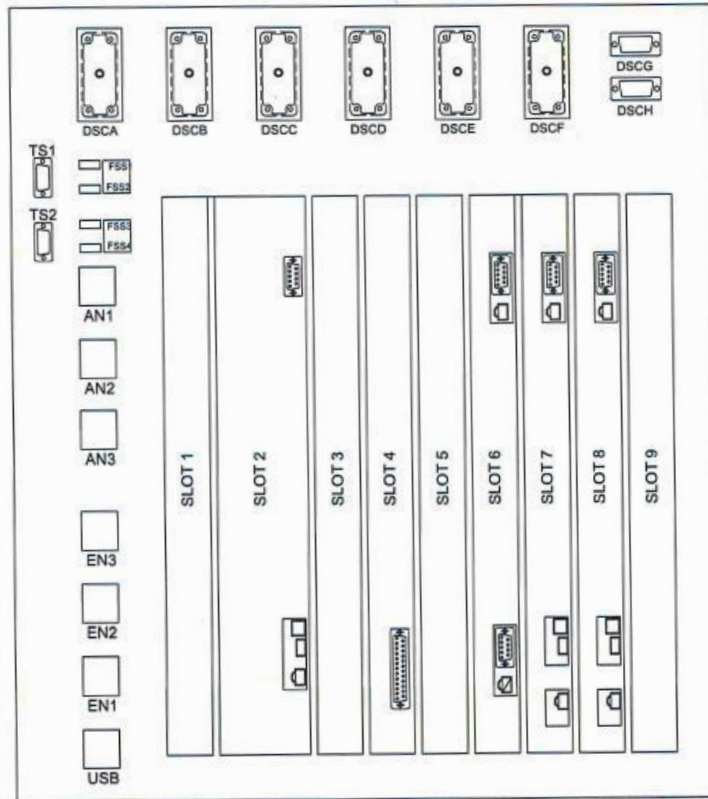 DSCA DSCB DSCC DSCD DSCE DSCF
DSCG
DSCH
TS1
FSS1
FSS2
TS2
FSS3
FSS4
AN1
AN2
AN3
EN3
EN2
EN1
USB
SLOT 1
SLOT 2
SLOT 3
SLOT 4
SLOT 5
SLOT 6
SLOT 7
SLOT 8
SLOT 9